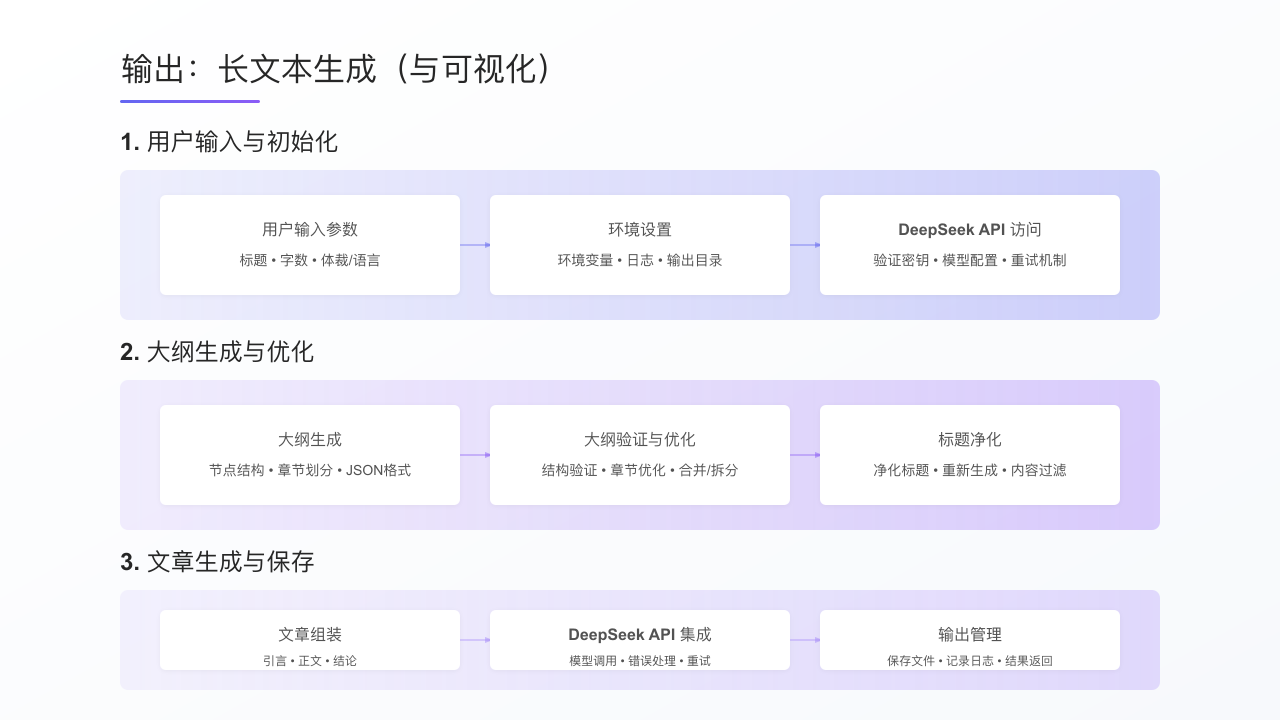 输出：长文本生成（与可视化）
1. 用户输入与初始化
用户输入参数
标题 • 字数 • 体裁/语言
环境设置
环境变量 • 日志 • 输出目录
DeepSeek API 访问
验证密钥 • 模型配置 • 重试机制
2. 大纲生成与优化
大纲生成
节点结构 • 章节划分 • JSON格式
大纲验证与优化
结构验证 • 章节优化 • 合并/拆分
标题净化
净化标题 • 重新生成 • 内容过滤
3. 文章生成与保存
文章组装
引言 • 正文 • 结论
DeepSeek API 集成
模型调用 • 错误处理 • 重试
输出管理
保存文件 • 记录日志 • 结果返回